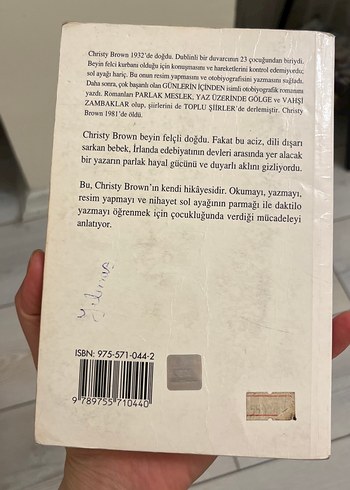 Christy Brown 1932'de doğdu. Dublinli bir duvarcının 23 çocuğundan biriydi.
Beyin felci kurbanı olduğu için konuşmasını ve hareketlerini kontrol edemiyordu;
sol ayağı hariç. Bu onun resim yapmasını ve otobiyografisini yazmasını sağladı.
Daha sonra, çok başarılı olan GÜNLERİN İÇİNDEN isimli otobiyografik romanını
yazdı. Romanları PARLAK MESLEK, YAZ ÜZERİNDE GÖLGE ve VAHŞİ
ZAMBAKLAR olup, şiirlerini de TOPLU ŞİİRLER'de derlemiştir. Christy
Brown 1981'de öldü.
Christy Brown beyin felçli doğdu. Fakat bu aciz, dili dışarı
sarkan bebek, İrlanda edebiyatının devleri arasında yer alacak
bir yazarın parlak hayal gücünü ve duyarlı aklını gizliyordu.
Bu, Christy Brown'ın kendi hikâyesidir. Okumayı, yazmayı,
resim yapmayı ve nihayet sol ayağının parmağı ile daktilo
yazmayı öğrenmek için çocukluğunda verdiği mücadeleyi
anlatıyor.
ISBN: 975-571-044-2
9 789755 710440